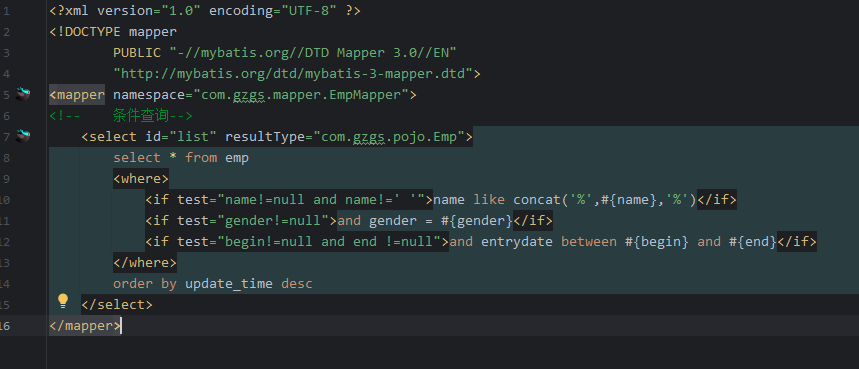 1 <?xml version="1.0" encoding="UTF-8" ?>
2 <!DOCTYPE mapper
3         PUBLIC "-//mybatis.org//DTD Mapper 3.0//EN"
4         "http://mybatis.org/dtd/mybatis-3-mapper.dtd">
5 <mapper namespace="com.gzgs.mapper.EmpMapper">
6 <!--    条件查询-->
7     <select id="list" resultType="com.gzgs.pojo.Emp">
8         select * from emp
9         <where>
10             <if test="name!=null and name!=' '">name like concat('%',#{name},'%')</if>
11             <if test="gender!=null">and gender = #{gender}</if>
12             <if test="begin!=null and end !=null">and entrydate between #{begin} and #{end}</if>
13         </where>
14         order by update_time desc
15     </select>
16 </mapper>